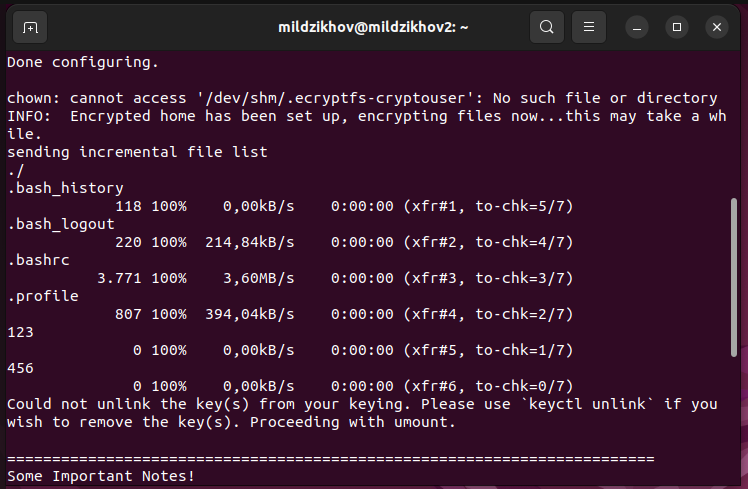 mildzikhov@mildzikhov2: ~
Done configuring.
chown: cannot access '/dev/shm/.ecryptfs-cryptouser': No such file or directory
INFO:  Encrypted home has been set up, encrypting files now...this may take a wh
ile.
sending incremental file list
./
.bash_history
            118 100%    0,00kB/s    0:00:00 (xfr#1, to-chk=5/7)
.bash_logout
            220 100%  214,84kB/s    0:00:00 (xfr#2, to-chk=4/7)
.bashrc
          3.771 100%    3,60MB/s    0:00:00 (xfr#3, to-chk=3/7)
.profile
            807 100%  394,04kB/s    0:00:00 (xfr#4, to-chk=2/7)
123
              0 100%    0,00kB/s    0:00:00 (xfr#5, to-chk=1/7)
456
              0 100%    0,00kB/s    0:00:00 (xfr#6, to-chk=0/7)
Could not unlink the key(s) from your keying. Please use `keyctl unlink` if you
wish to remove the key(s). Proceeding with umount.
========================================================================
Some Important Notes!